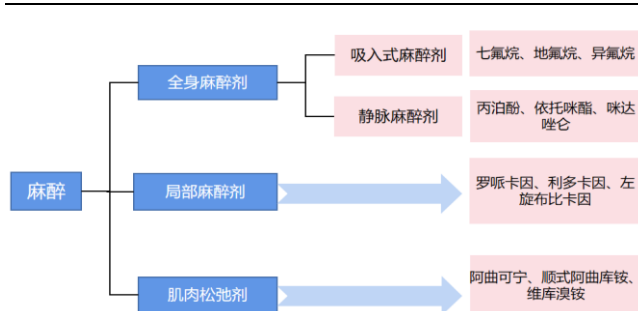 麻醉
全身麻醉剂
吸入式麻醉剂
七氟烷、地氟烷、异氟烷
静脉麻醉剂
丙泊酚、依托咪酯、咪达
唑仑
局部麻醉剂
罗哌卡因、利多卡因、左
旋布比卡因
肌肉松弛剂
阿曲可宁、顺式阿曲库铵、
维库溴铵